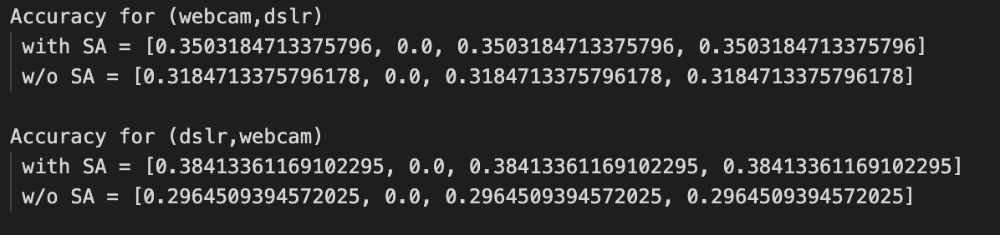 Accuracy for (webcam,dslr)
with SA = [0.3503184713375796, 0.0, 0.3503184713375796, 0.3503184713375796]
w/o SA = [0.3184713375796178, 0.0, 0.3184713375796178, 0.3184713375796178]
Accuracy for (dslr,webcam)
with SA = [0.38413361169102295, 0.0, 0.38413361169102295, 0.38413361169102295]
w/o SA = [0.2964509394572025, 0.0, 0.2964509394572025, 0.2964509394572025]